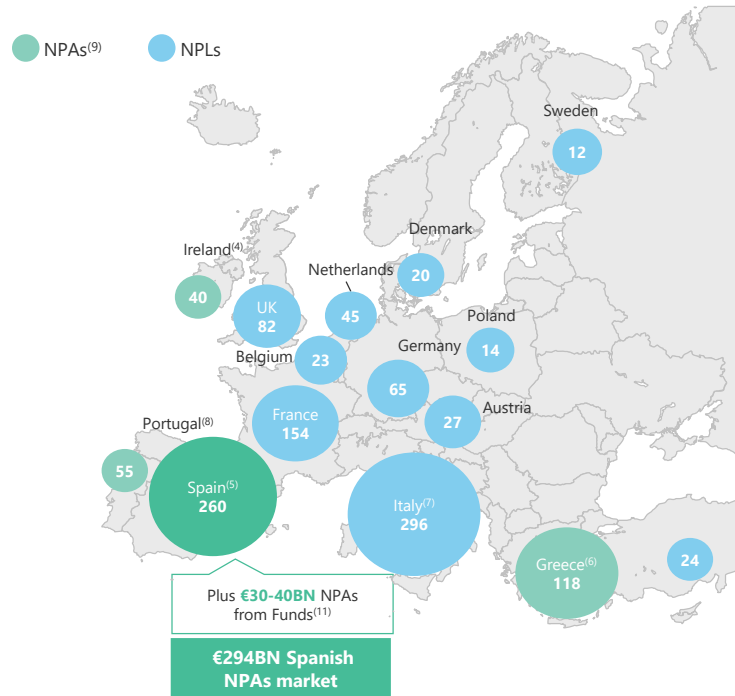 NPAs(9)
NPLs
Sweden
12
Denmark
20
Ireland(4)
40
Netherlands
45
UK
82
Poland
14
Belgium
23
Germany
65
France
154
Austria
27
Portugal(8)
55
Spain(5)
260
Italy(7)
296
Greece(6)
118
24
Plus €30-40BN NPAs
from Funds(11)
€294BN Spanish
NPAs market